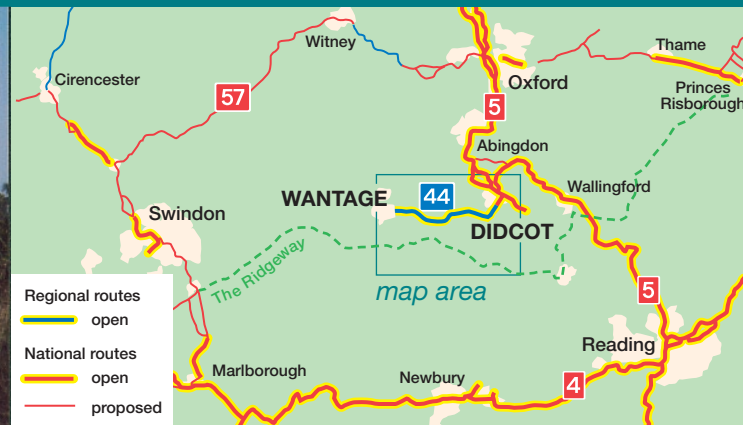 Witney
Thame
Cirencester
Oxford
Princes
Risborough
57
5
Abingdon
WANTAGE
44
Wallingford
Swindon
DIDCOT
The Ridgeway
map area
5
Regional routes
open
National routes
open
proposed
Reading
Marlborough
Newbury
4